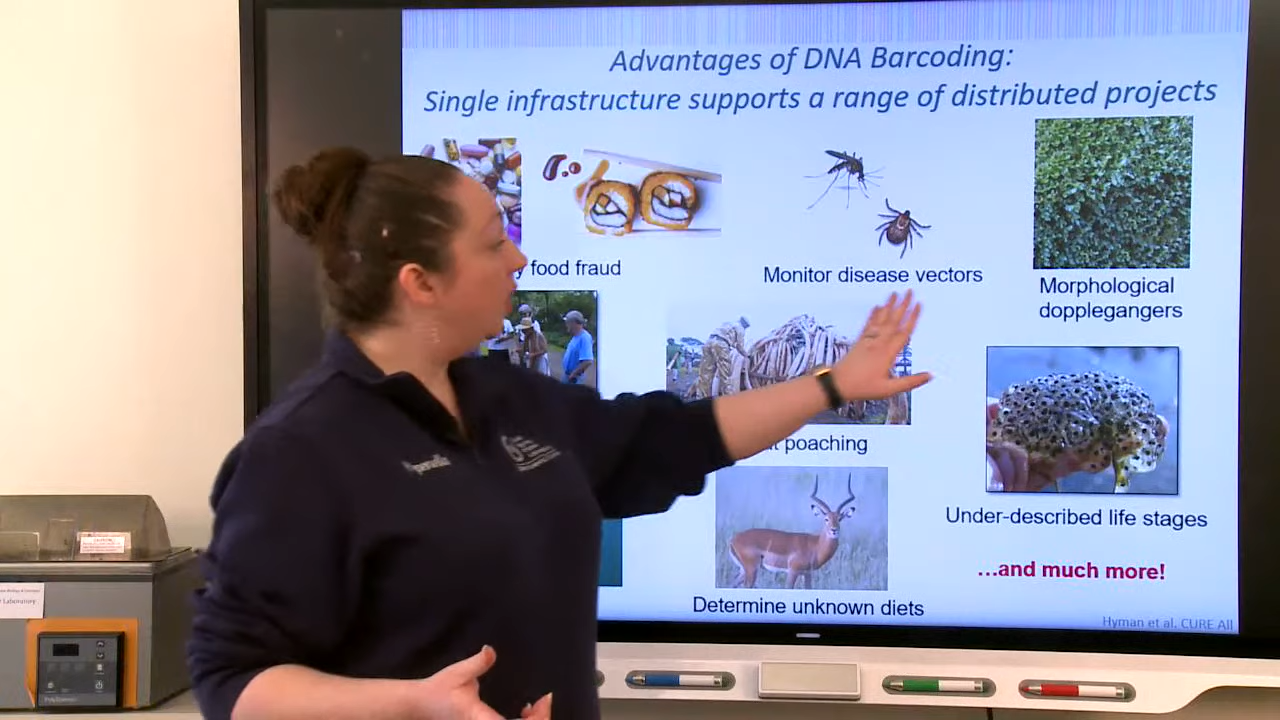 Advantages of DNA Barcoding:
Single infrastructure supports a range of distributed projects
food fraud
Monitor disease vectors
Morphological
dopplegangers
poaching
Under-described life stages
Determine unknown diets
...and much more!
Hyman et al. CURE All
Laboratory